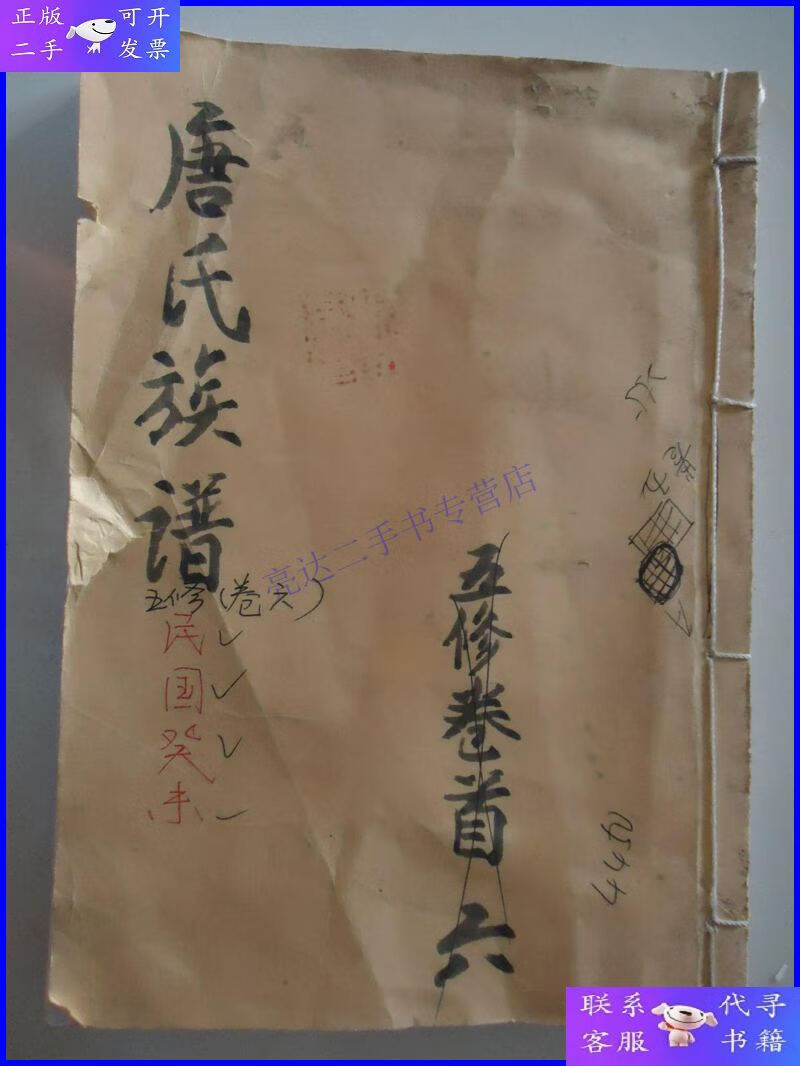 正版 可开
二手 发票
唐氏族谱
五修(卷六)
民国癸未
五修卷首六
4450
亮达二手书专营店
联系 代寻
客服 书籍